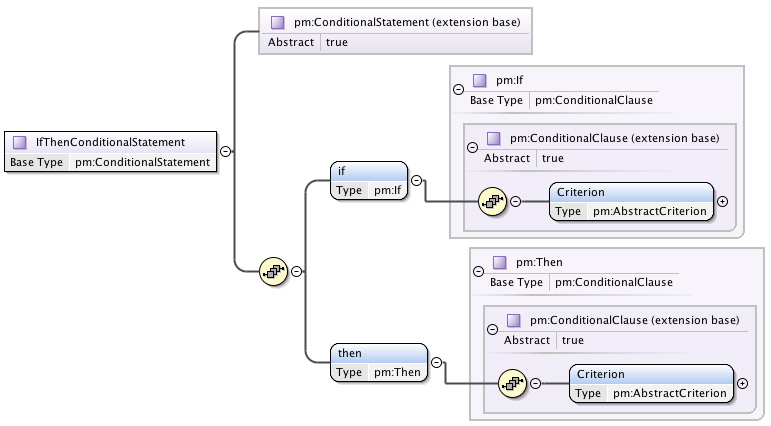 pm:ConditionalStatement (extension base)
Abstract true
pm:If
Base Type pm:ConditionalClause
IfThenConditionalStatement
Base Type pm:ConditionalStatement
pm:ConditionalClause (extension base)
Abstract true
if
Type pm:If
Criterion
Type pm:AbstractCriterion
pm:Then
Base Type pm:ConditionalClause
pm:ConditionalClause (extension base)
Abstract true
then
Type pm:Then
Criterion
Type pm:AbstractCriterion